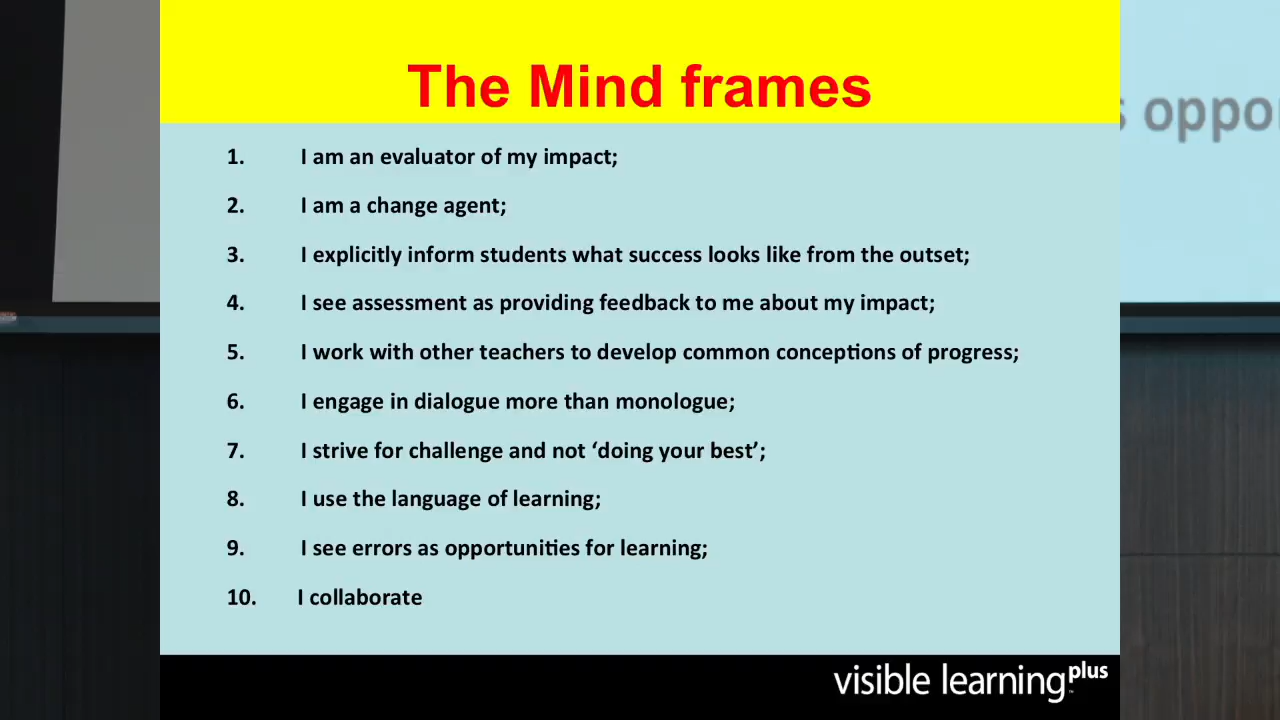 The Mind frames
s oppo
1. I am an evaluator of my impact;
2. I am a change agent;
3. I explicitly inform students what success looks like from the outset;
4. I see assessment as providing feedback to me about my impact;
5. I work with other teachers to develop common conceptions of progress;
6. I engage in dialogue more than monologue;
7. I strive for challenge and not ‘doing your best’;
8. I use the language of learning;
9. I see errors as opportunities for learning;
10. I collaborate
visible learning plus ™